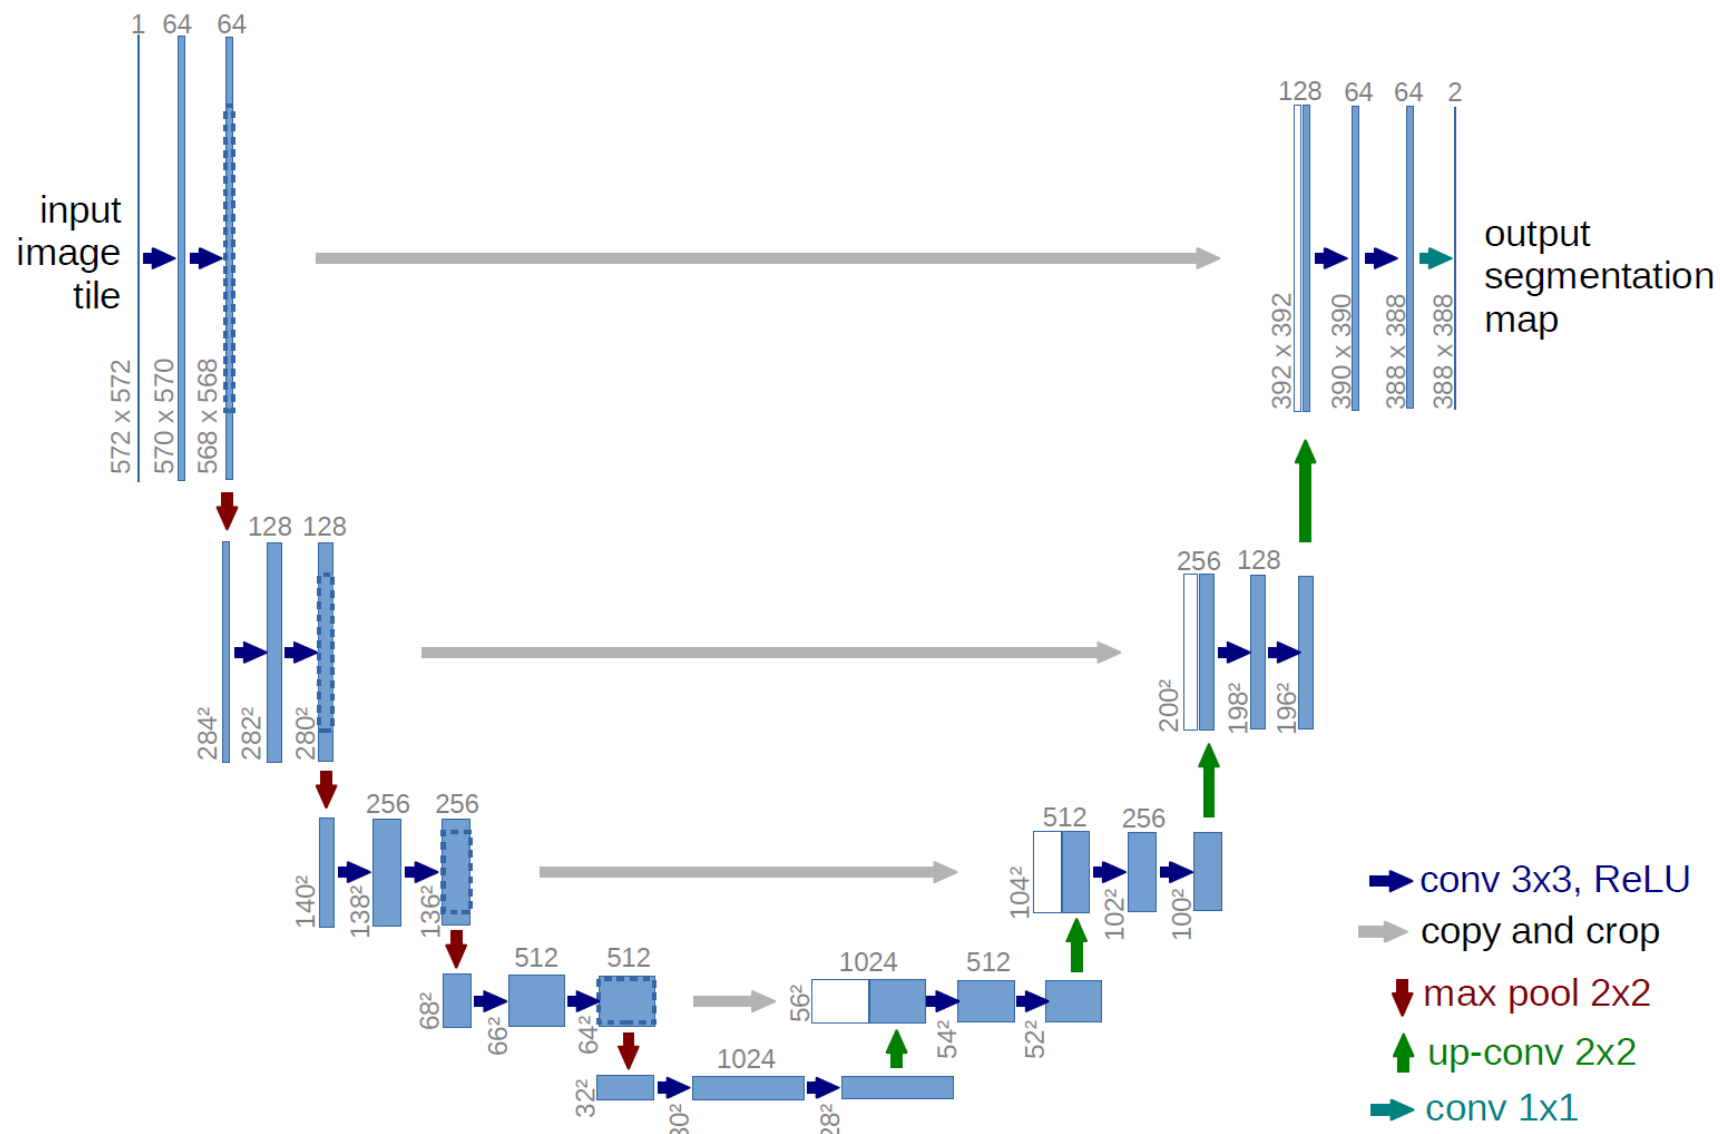 1 64 64
input
image
tile
572 x 572
570 x 570
568 x 568
128 64 64 2
output
segmentation
map
392 x 392
390 x 390
388 x 388
388 x 388
128 128
284²
282²
280²
256 128
200²
198²
196²
256 256
140²
138²
136²
512 256
104²
102²
100²
512 512
68²
66²
64²
1024 512
56²
54²
52²
1024
32²
30²
28²
conv 3x3, ReLU
copy and crop
max pool 2x2
up-conv 2x2
conv 1x1